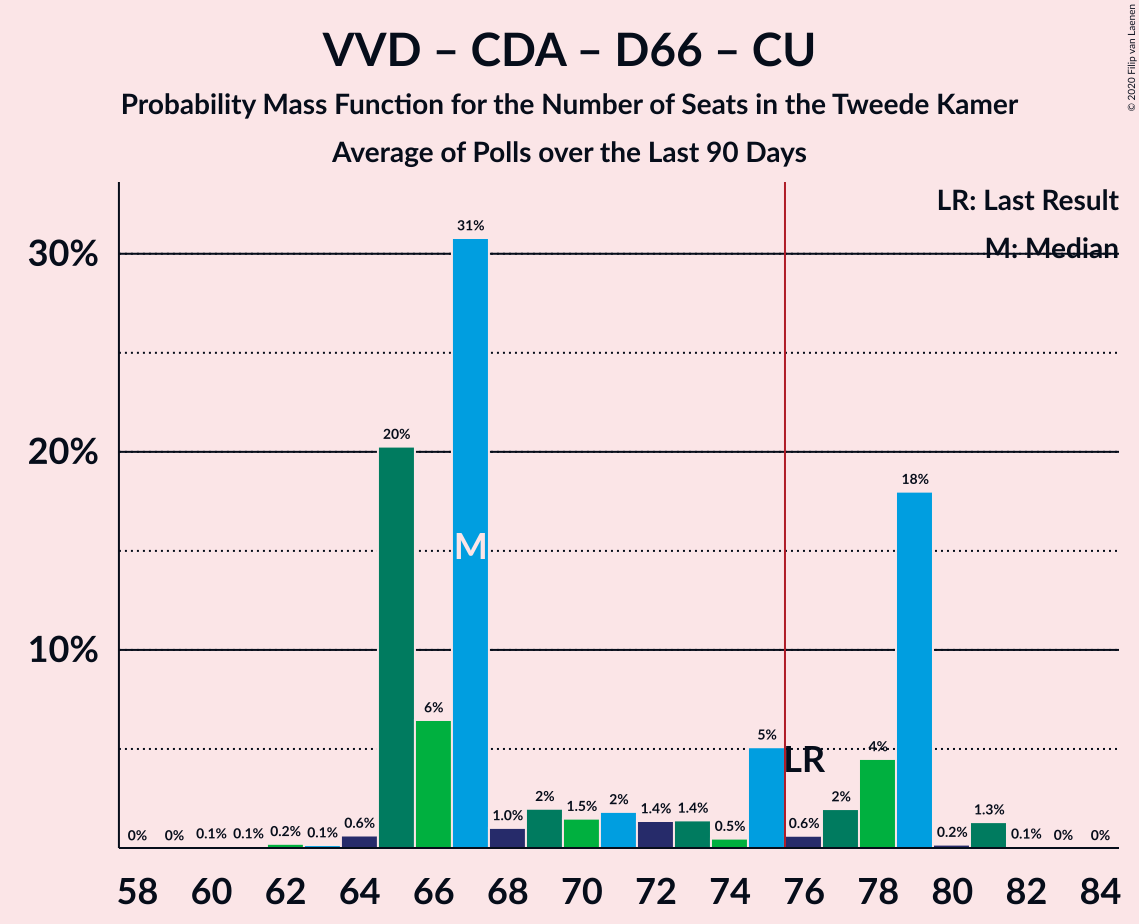 VVD – CDA – D66 – CU
Probability Mass Function for the Number of Seats in the Tweede Kamer
Average of Polls over the Last 90 Days
© 2020 Filip van Laenen
LR: Last Result
M: Median
30%
20%
10%
0% 0% 0.1% 0.1% 0.2% 0.1% 0.6% 20% 6% 31% 1.0% 2% 1.5% 2% 1.4% 1.4% 0.5% 5% 0.6% 2% 4% 18% 0.2% 1.3% 0.1% 0% 0%
M
LR
58 60 62 64 66 68 70 72 74 76 78 80 82 84